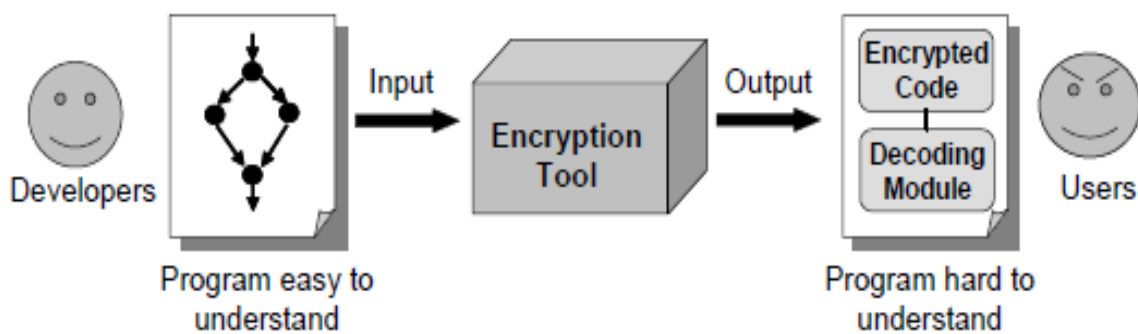 Developers
Program easy to
understand
Input
Encryption
Tool
Output
Encrypted
Code
Decoding
Module
Program hard to
understand
Users